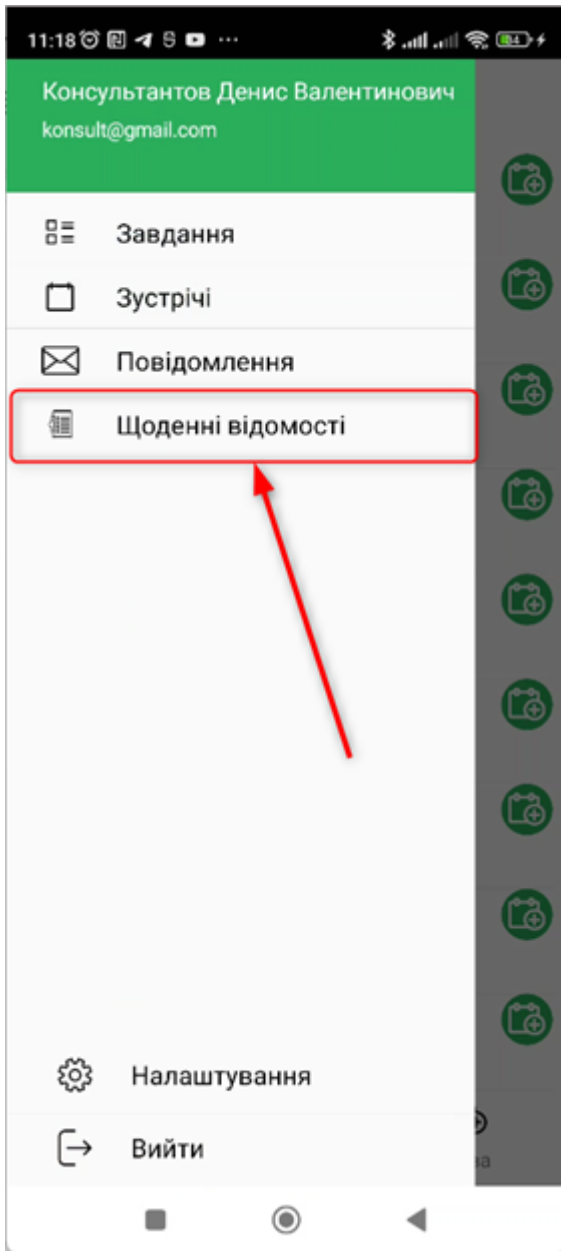 11:18
Консультантов Денис Валентинович
konsult@gmail.com
Завдання
Зустрічі
Повідомлення
Щоденні відомості
Налаштування
Вийти